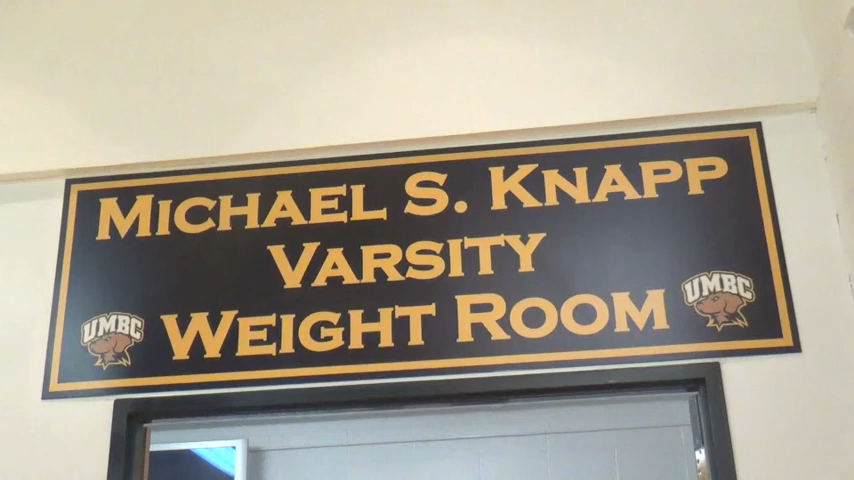 MICHAEL S. KNAPP
VARSITY
WEIGHT ROOM
UMBC
UMBC